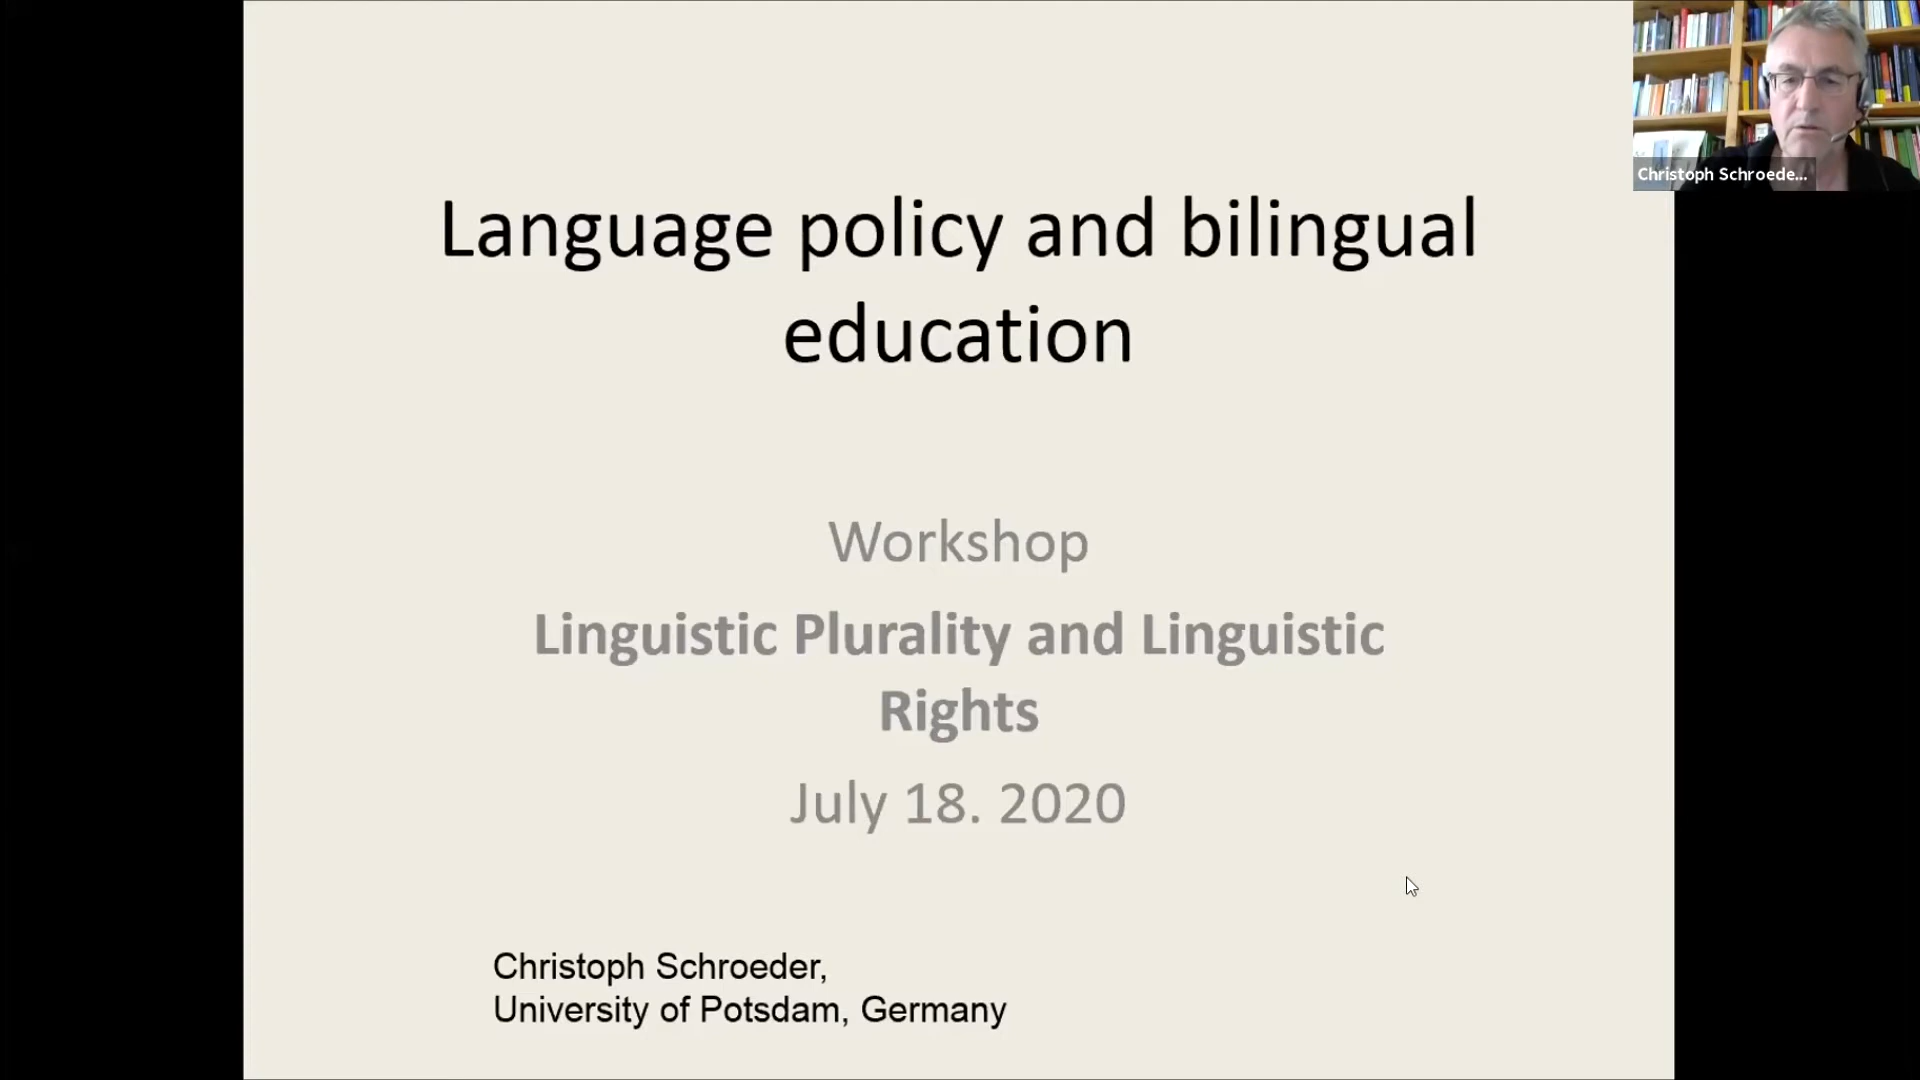 Christoph Schroede...
Language policy and bilingual
education
Workshop
Linguistic Plurality and Linguistic
Rights
July 18. 2020
Christoph Schroeder,
University of Potsdam, Germany